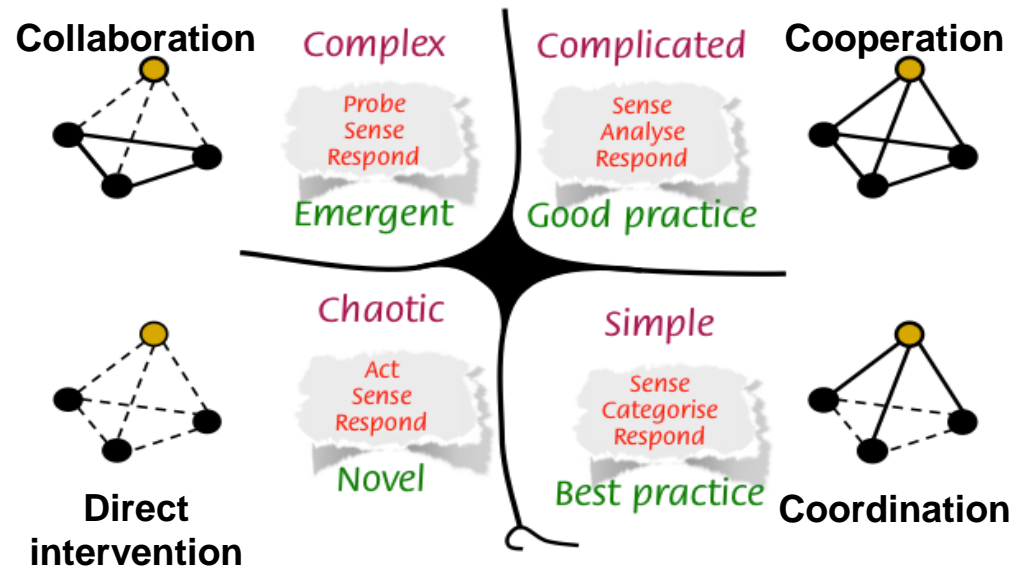 Collaboration
Complex
Probe
Sense
Respond
Emergent
Complicated
Sense
Analyse
Respond
Good practice
Cooperation
Chaotic
Act
Sense
Respond
Novel
Direct
intervention
Simple
Sense
Categorise
Respond
Best practice
Coordination